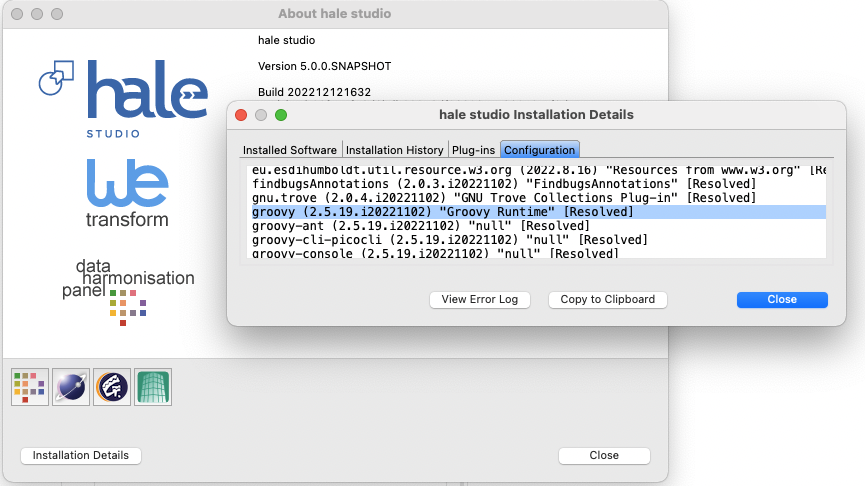 About hale studio
hale studio
Version 5.0.0.SNAPSHOT
Build 202212121632
hale
STUDIO
we
transform
data
harmonisation
panel
hale studio Installation Details
Installed Software
Installation History
Plug-ins
Configuration
eu.esdihumboldt.util.resource.w3.org (2022.8.16) "Resources from www.w3.org" [Re
findbugsAnnotations (2.0.3.i20221102) "FindbugsAnnotations" [Resolved]
gnu.trove (2.0.4.i20221102) "GNU Trove Collections Plug-in" [Resolved]
groovy (2.5.19.i20221102) "Groovy Runtime" [Resolved]
groovy-ant (2.5.19.i20221102) "null" [Resolved]
groovy-cli-picocli (2.5.19.i20221102) "null" [Resolved]
groovy-console (2.5.19.i20221102) "null" [Resolved]
View Error Log
Copy to Clipboard
Close
Installation Details
Close